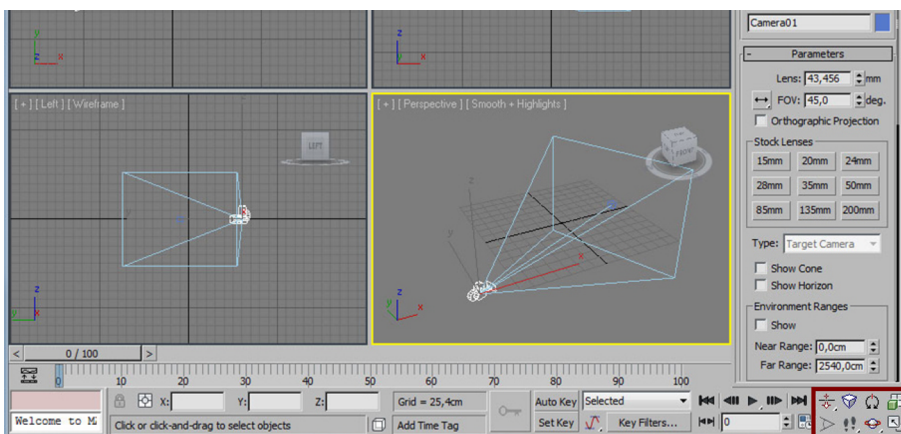 Camera01
Parameters
Lens: 43,456 mm
FOV: 45,0 deg.
Orthographic Projection
Stock Lenses
15mm 20mm 24mm
28mm 35mm 50mm
85mm 135mm 200mm
Type: Target Camera
Show Cone
Show Horizon
Environment Ranges
Show
Near Range: 0,0cm
Far Range: 2540,0cm
y
z x
z
x
[ + ] [ Left ] [ Wireframe ]
LEFT
z
y x
[ + ] [ Perspective ] [ Smooth + Highlights ]
FRONT
z
y
x
z
y x
< 0 / 100 >
0 10 20 30 40 50 60 70 80 90 100
X: Y: Z: Grid = 25,4cm Auto Key Selected
Welcome to M Click or click-and-drag to select objects Add Time Tag Set Key Key Filters... 0